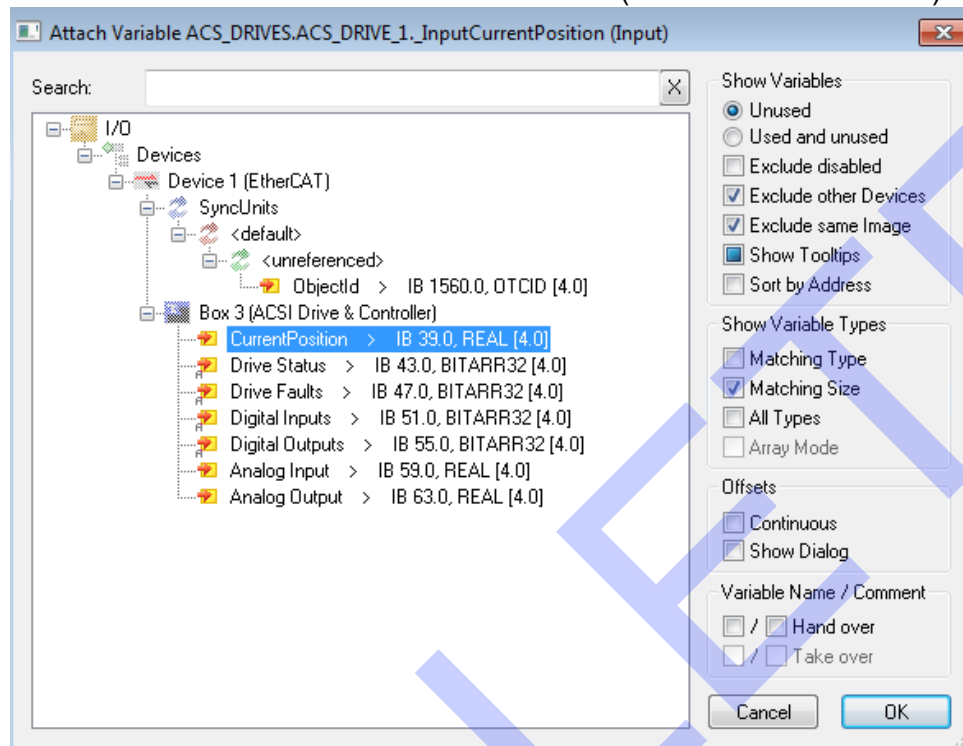 Attach Variable ACS_DRIVES.ACS_DRIVE_1._InputCurrentPosition (Input)
Search:
X
I/O
Devices
Device 1 (EtherCAT)
SyncUnits
<default>
<unreferenced>
ObjectId > IB 1560.0, OTCID [4.0]
Box 3 (ACSI Drive & Controller)
CurrentPosition > IB 39.0, REAL [4.0]
Drive Status > IB 43.0, BITARR32 [4.0]
Drive Faults > IB 47.0, BITARR32 [4.0]
Digital Inputs > IB 51.0, BITARR32 [4.0]
Digital Outputs > IB 55.0, BITARR32 [4.0]
Analog Input > IB 59.0, REAL [4.0]
Analog Output > IB 63.0, REAL [4.0]
Show Variables
Unused
Used and unused
Exclude disabled
Exclude other Devices
Exclude same Image
Show Tooltips
Sort by Address
Show Variable Types
Matching Type
Matching Size
All Types
Array Mode
Offsets
Continuous
Show Dialog
Variable Name / Comment
/ Hand over
/ Take over
Cancel
OK